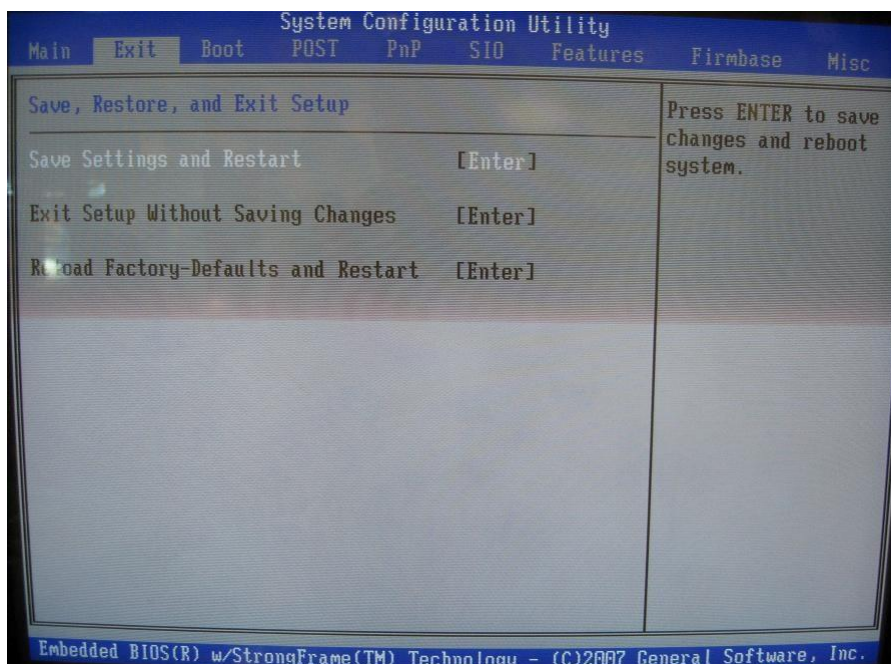 System Configuration Utility
Main Exit Boot POST PnP SIO Features Firmbase Misc
Save, Restore, and Exit Setup
Save Settings and Restart [Enter]
Exit Setup Without Saving Changes [Enter]
Reload Factory-Defaults and Restart [Enter]
Press ENTER to save
changes and reboot
system.
Embedded BIOS(R) w/StrongFrame(TM) Technology - (C)2007 General Software, Inc.